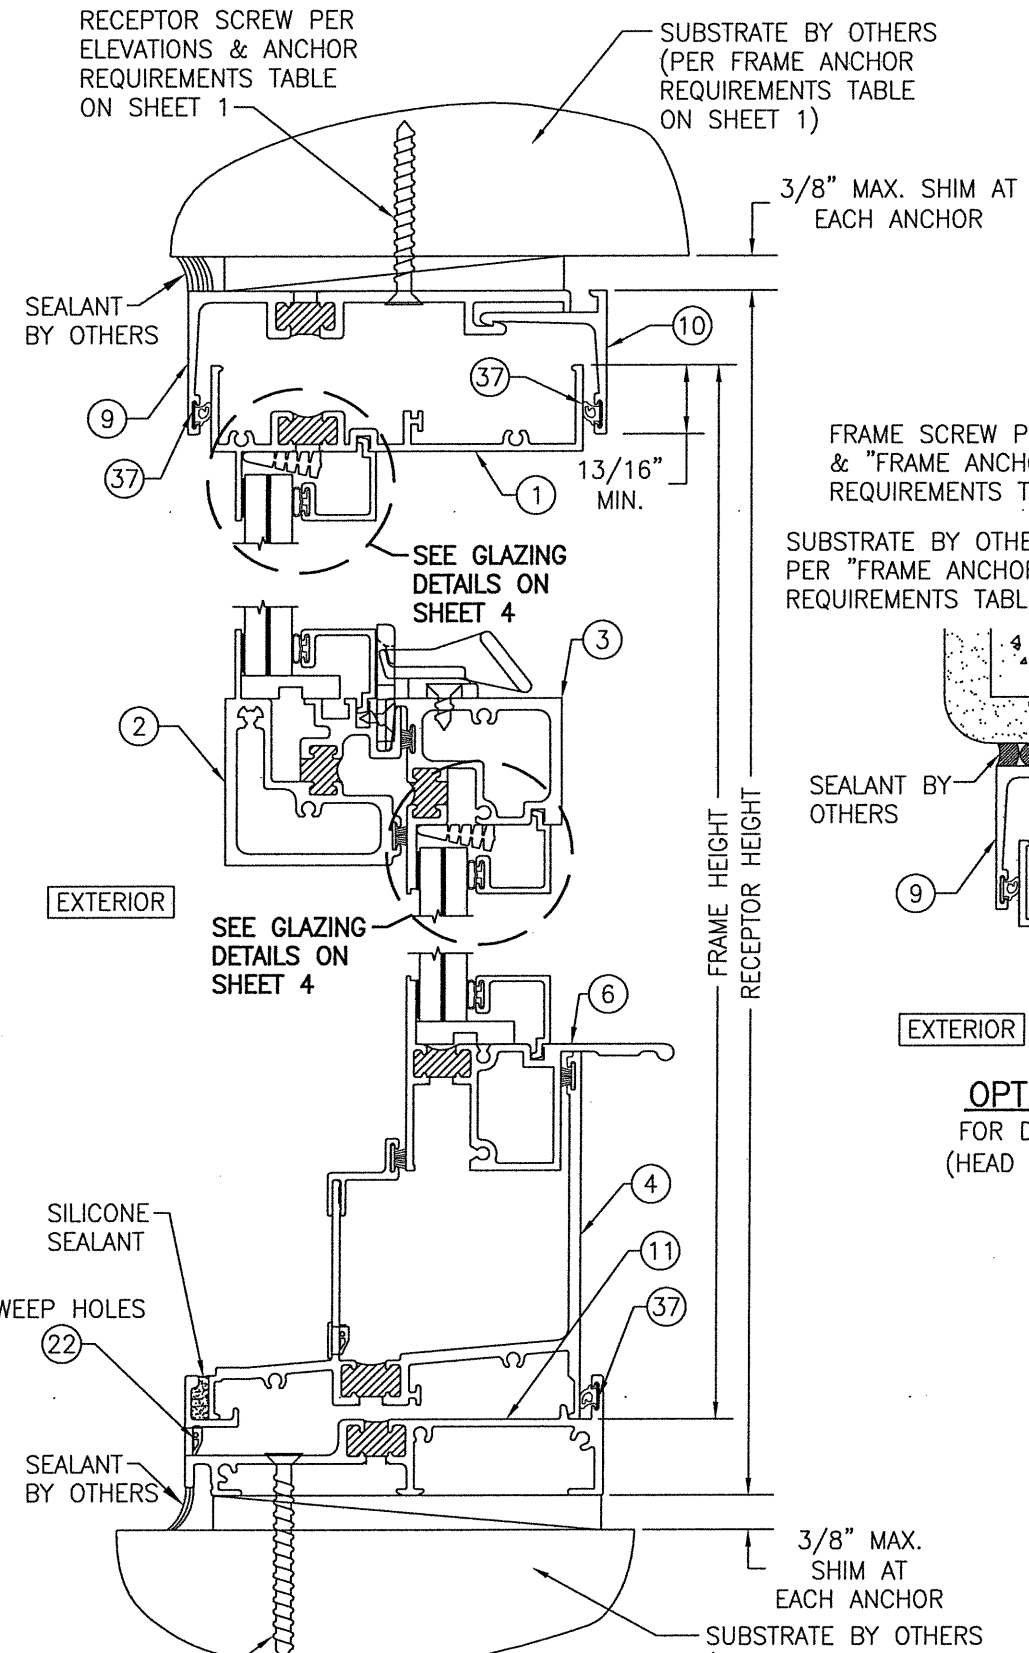 RECEPTOR SCREW PER
ELEVATIONS & ANCHOR
REQUIREMENTS TABLE
ON SHEET 1
SUBSTRATE BY OTHERS
(PER FRAME ANCHOR
REQUIREMENTS TABLE
ON SHEET 1)
3/8" MAX. SHIM AT
EACH ANCHOR
SEALANT
BY OTHERS
10
37
9
37
1
13/16"
MIN.
FRAME SCREW P
& "FRAME ANCHO
REQUIREMENTS T
SUBSTRATE BY OTHE
PER "FRAME ANCHOR
REQUIREMENTS TABL
SEE GLAZING
DETAILS ON
SHEET 4
3
2
SEALANT BY
OTHERS
FRAME HEIGHT
RECEPTOR HEIGHT
9
EXTERIOR
SEE GLAZING
DETAILS ON
SHEET 4
6
EXTERIOR
OPT
FOR D
(HEAD
4
SILICONE
SEALANT
11
WEEP HOLES
22
37
SEALANT
BY OTHERS
3/8" MAX.
SHIM AT
EACH ANCHOR
SUBSTRATE BY OTHERS